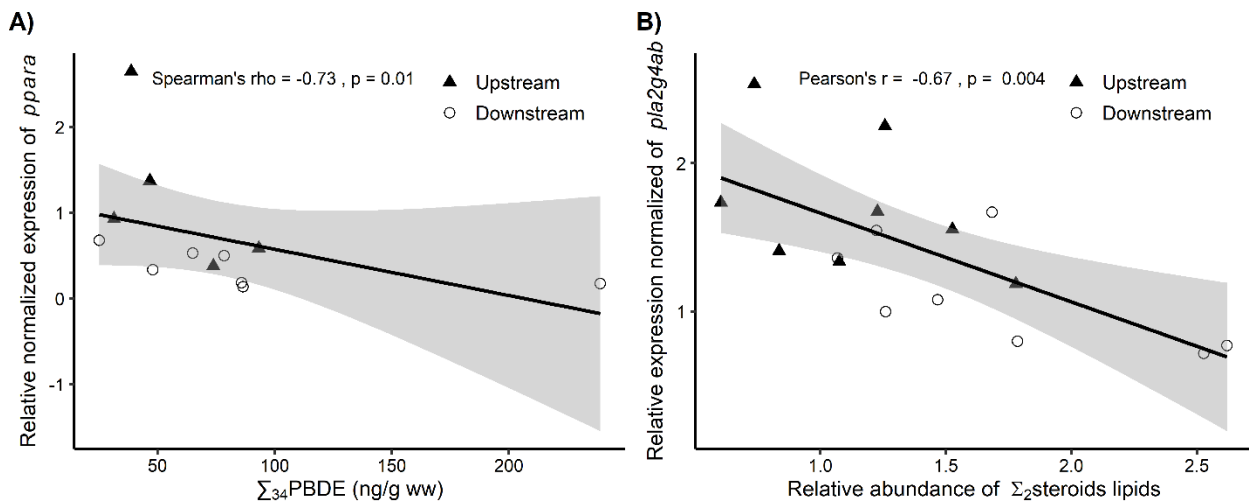 A)
Relative normalized expression of ppara
Spearman's rho = -0.73 , p = 0.01
Upstream
Downstream
2
1
0
-1
50
100
150
200
∑34PBDE (ng/g ww)
B)
Relative expression normalized of pla2g4ab
Pearson's r = -0.67 , p = 0.004
Upstream
Downstream
2
1
1.0
1.5
2.0
2.5
Relative abundance of Σ2steroids lipids